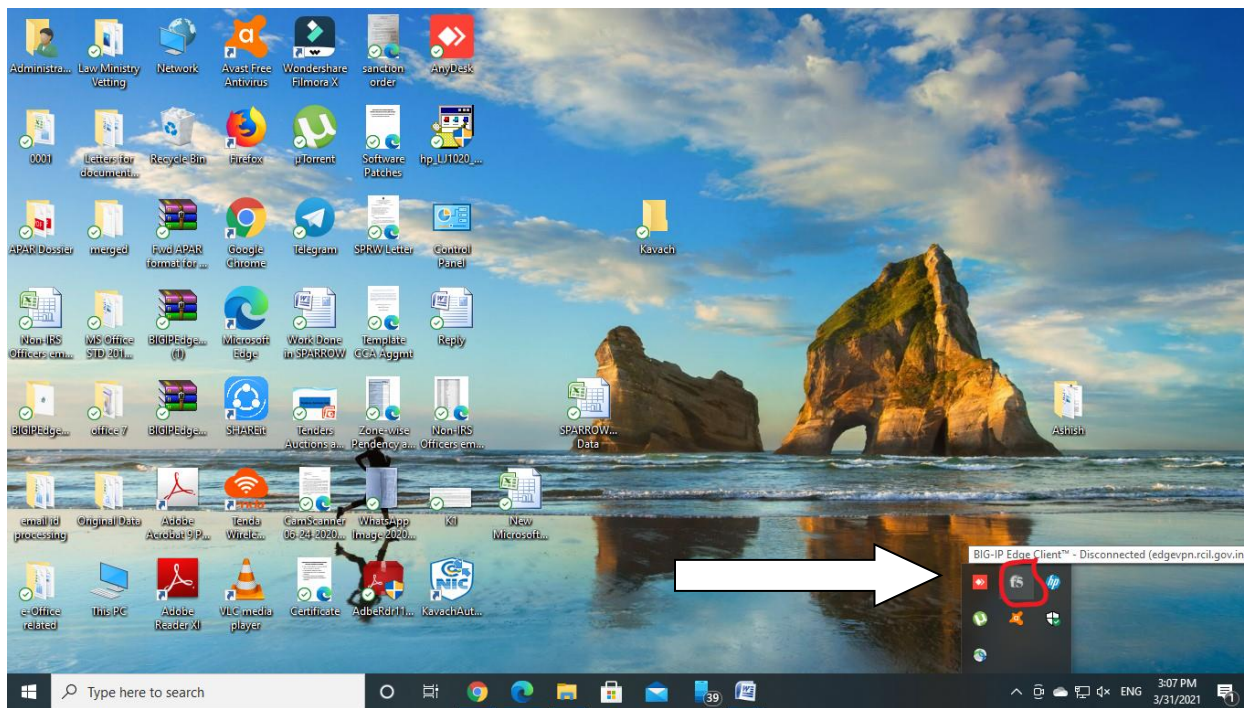 Administra...
Law Ministry
Vetting
Network
Avast Free
Antivirus
Wondershare
Filmora X
sanction
order
AnyDesk
0001
Letters for
document...
Recycle Bin
Firefox
µTorrent
Software
Patches
hp_LJ1020_...
APAR Dossier
merged
Fwd APAR
format for ...
Google
Chrome
Telegram
SPRW Letter
Control
Panel
Kavach
Non-IRS
Officers em...
MS Office
STD 201...
BIGIPEdge...
(1)
Microsoft
Edge
Work Done
in SPARROW
Template
CCA Aggmt
Reply
BIGIPEdge...
office 7
BIGIPEdge...
SHAREit
Tenders
Auctions a...
Zone-wise
Pendency a...
Non-IRS
Officers em...
SPARROW...
Data
Ashish
email id
processing
Original Data
Adobe
Acrobat 9 P...
Tenda
Wirele...
CamScanner
06-24-2020...
WhatsApp
Image 2020...
K1
New
Microsoft...
BIG-IP Edge Client™ - Disconnected (edgevpn.rcil.gov.in
f5
hp
e-Office
related
This PC
Adobe
Reader XI
VLC media
player
Certificate
AdbeRdr11...
NIC
KavachAut...
Type here to search
39
ENG
3:07 PM
3/31/2021
1